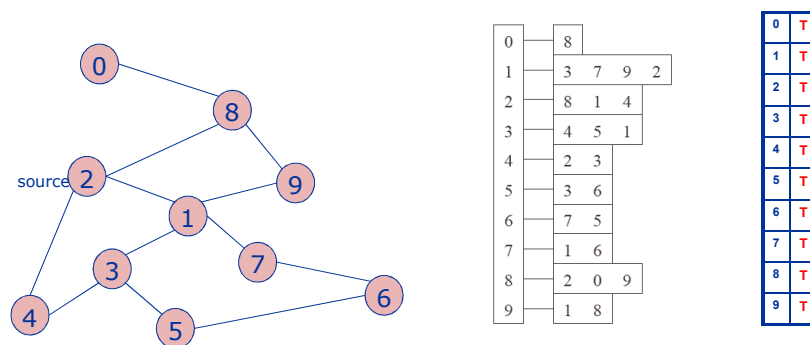 0
8
source 2
9
1
3
7
6
4
5
0 8
1 3 7 9 2
2 8 1 4
3 4 5 1
4 2 3
5 3 6
6 7 5
7 1 6
8 2 0 9
9 1 8
0 T
1 T
2 T
3 T
4 T
5 T
6 T
7 T
8 T
9 T